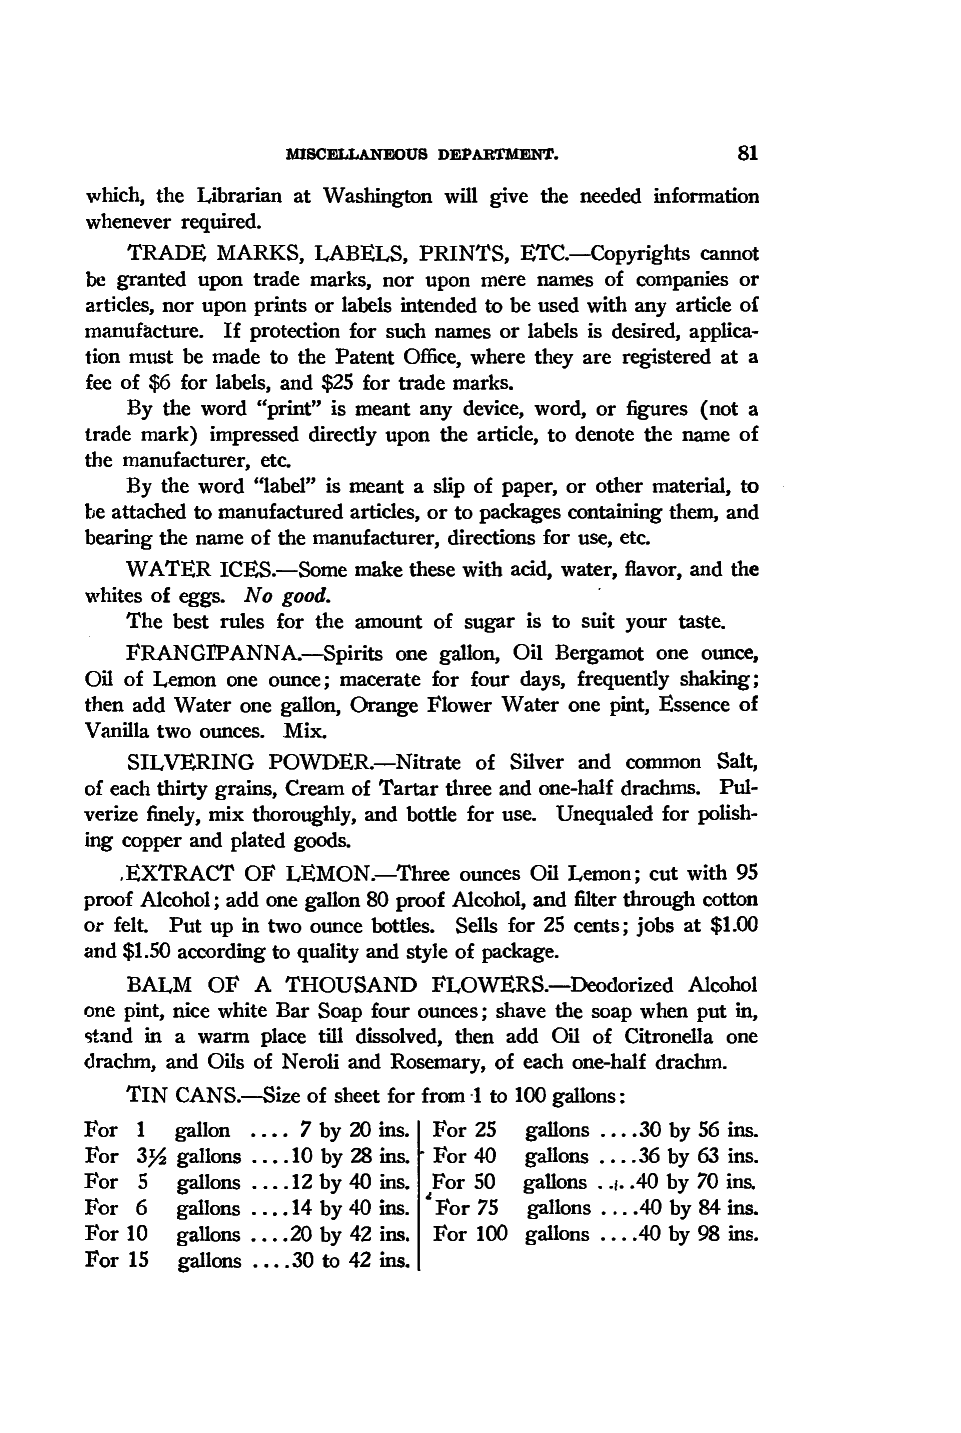 MISCELLANEOUS DEPARTMENT. 81
which, the Librarian at Washington will give the needed information
whenever required.
TRADE MARKS, LABELS, PRINTS, ETC.—Copyrights cannot
be granted upon trade marks, nor upon mere names of companies or
articles, nor upon prints or labels intended to be used with any article of
manufacture. If protection for such names or labels is desired, applica-
tion must be made to the Patent Office, where they are registered at a
fee of $6 for labels, and $25 for trade marks.
By the word “print” is meant any device, word, or figures (not a
trade mark) impressed directly upon the article, to denote the name of
the manufacturer, etc.
By the word “label” is meant a slip of paper, or other material, to
be attached to manufactured articles, or to packages containing them, and
bearing the name of the manufacturer, directions for use, etc.
WATER ICES.—Some make these with acid, water, flavor, and the
whites of eggs. No good.
The best rules for the amount of sugar is to suit your taste.
FRANGIPANNA.—Spirits one gallon, Oil Bergamot one ounce,
Oil of Lemon one ounce; macerate for four days, frequently shaking;
then add Water one gallon, Orange Flower Water one pint, Essence of
Vanilla two ounces. Mix.
SILVERING POWDER.—Nitrate of Silver and common Salt,
of each thirty grains, Cream of Tartar three and one-half drachms. Pul-
verize finely, mix thoroughly, and bottle for use. Unequaled for polish-
ing copper and plated goods.
EXTRACT OF LEMON.—Three ounces Oil Lemon; cut with 95
proof Alcohol; add one gallon 80 proof Alcohol, and filter through cotton
or felt. Put up in two ounce bottles. Sells for 25 cents; jobs at $1.00
and $1.50 according to quality and style of package.
BALM OF A THOUSAND FLOWERS.—Deodorized Alcohol
one pint, nice white Bar Soap four ounces; shave the soap when put in,
stand in a warm place till dissolved, then add Oil of Citronella one
drachm, and Oils of Neroli and Rosemary, of each one-half drachm.
TIN CANS.—Size of sheet for from 1 to 100 gallons:
For 1 gallon .... 7 by 20 ins.
For 3½ gallons ....10 by 28 ins.
For 5 gallons ....12 by 40 ins.
For 6 gallons ....14 by 40 ins.
For 10 gallons ....20 by 42 ins.
For 15 gallons ....30 to 42 ins.
For 25 gallons ....30 by 56 ins.
For 40 gallons ....36 by 63 ins.
For 50 gallons ....40 by 70 ins.
For 75 gallons ....40 by 84 ins.
For 100 gallons ....40 by 98 ins.